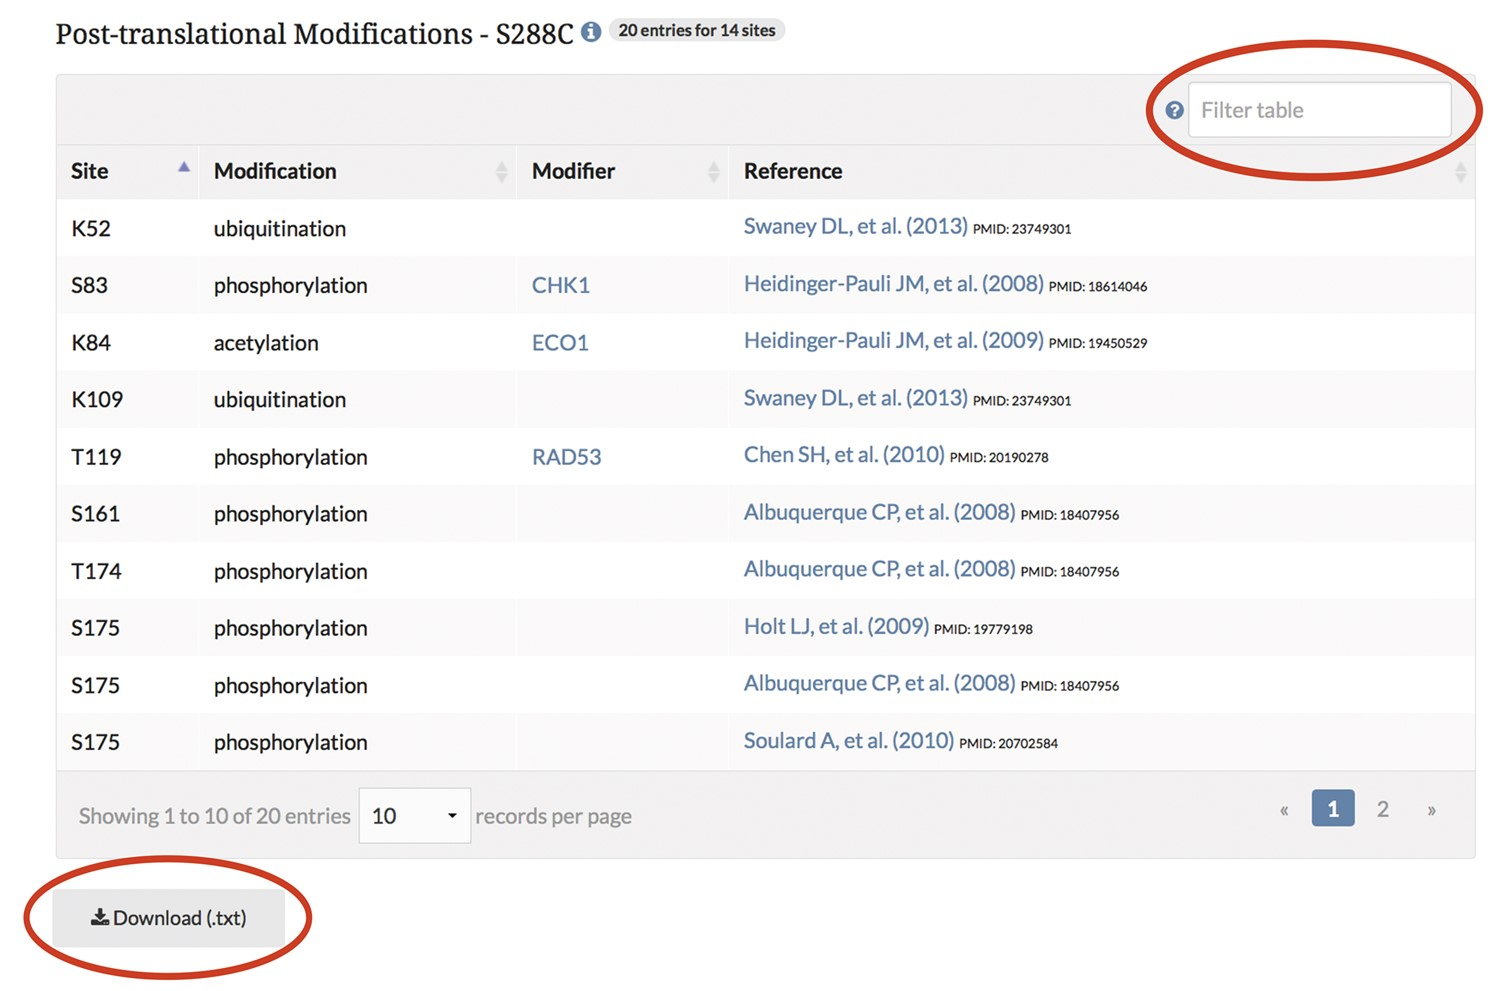 Post-translational Modifications - S288C 20 entries for 14 sites
Filter table
Site Modification Modifier Reference
K52 ubiquitination Swaney DL, et al. (2013) PMID: 23749301
S83 phosphorylation CHK1 Heidinger-Pauli JM, et al. (2008) PMID: 18614046
K84 acetylation ECO1 Heidinger-Pauli JM, et al. (2009) PMID: 19450529
K109 ubiquitination Swaney DL, et al. (2013) PMID: 23749301
T119 phosphorylation RAD53 Chen SH, et al. (2010) PMID: 20190278
S161 phosphorylation Albuquerque CP, et al. (2008) PMID: 18407956
T174 phosphorylation Albuquerque CP, et al. (2008) PMID: 18407956
S175 phosphorylation Holt LJ, et al. (2009) PMID: 19779198
S175 phosphorylation Albuquerque CP, et al. (2008) PMID: 18407956
S175 phosphorylation Soulard A, et al. (2010) PMID: 20702584
Showing 1 to 10 of 20 entries 10 records per page « 1 2 »
Download (.txt)